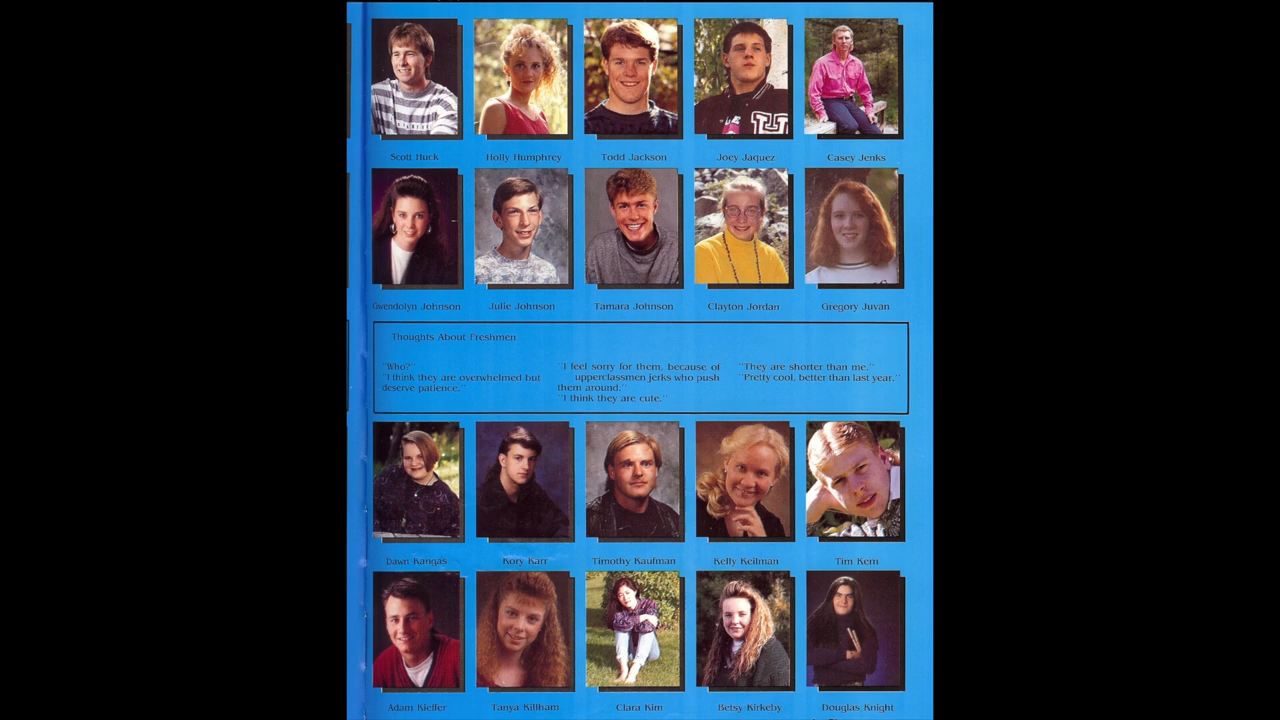 Scott Huck Holly Humphrey Todd Jackson Joey Jaquez Casey Jenks
Gwendolyn Johnson Julie Johnson Tamara Johnson Clayton Jordan Gregory Juvan
Thoughts About Freshmen
"Who?"
"I think they are overwhelmed but
deserve patience."
"I feel sorry for them, because of
upperclassmen jerks who push
them around."
"I think they are cute."
"They are shorter than me."
"Pretty cool, better than last year."
Dawn Kangas Kory Karr Timothy Kaufman Kelly Keilman Tim Kern
Adam Kieffer Tanya Killham Clara Kim Betsy Kirkeby Douglas Knight